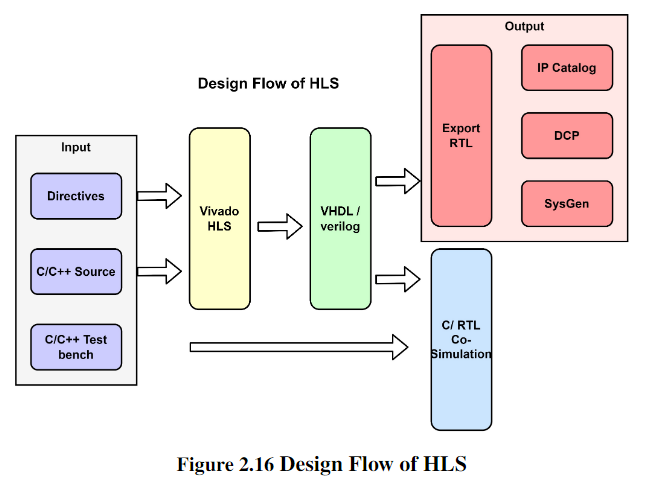 Output
Design Flow of HLS
Export
RTL
IP Catalog
DCP
SysGen
Input
Directives
C/C++ Source
C/C++ Test
bench
Vivado
HLS
VHDL /
verilog
C/ RTL
Co-
Simulation
Figure 2.16 Design Flow of HLS